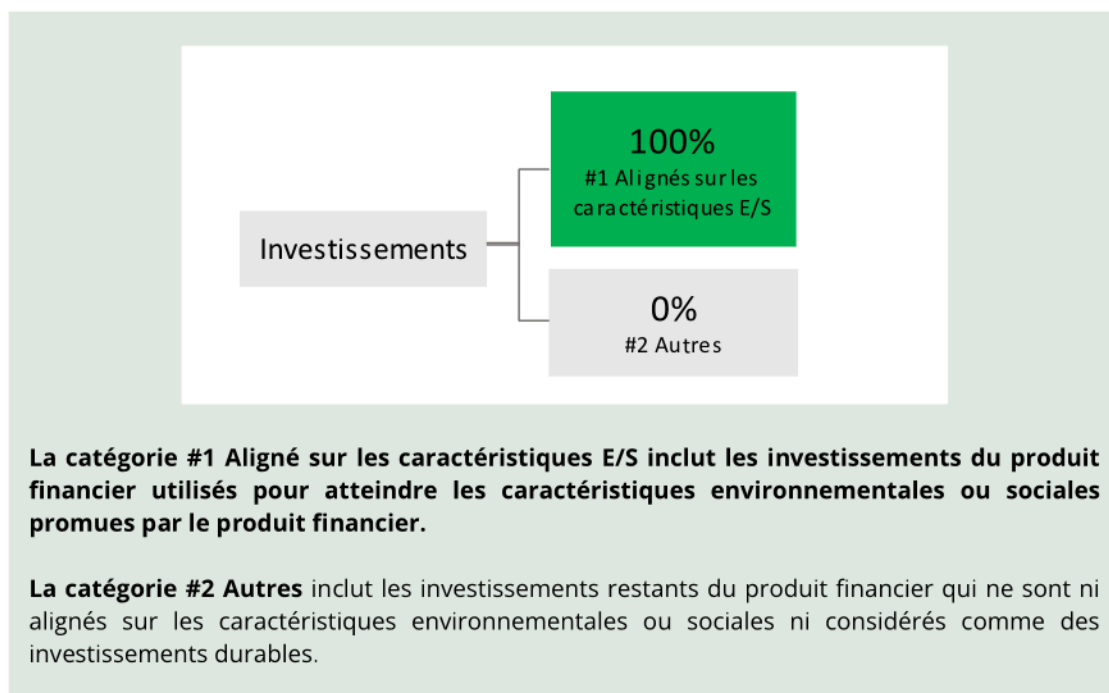 100%
#1 Alignés sur les
caractéristiques E/S
Investissements
0%
#2 Autres
La catégorie #1 Aligné sur les caractéristiques E/S inclut les investissements du produit
financier utilisés pour atteindre les caractéristiques environnementales ou sociales
promues par le produit financier.
La catégorie #2 Autres inclut les investissements restants du produit financier qui ne sont ni
alignés sur les caractéristiques environnementales ou sociales ni considérés comme des
investissements durables.